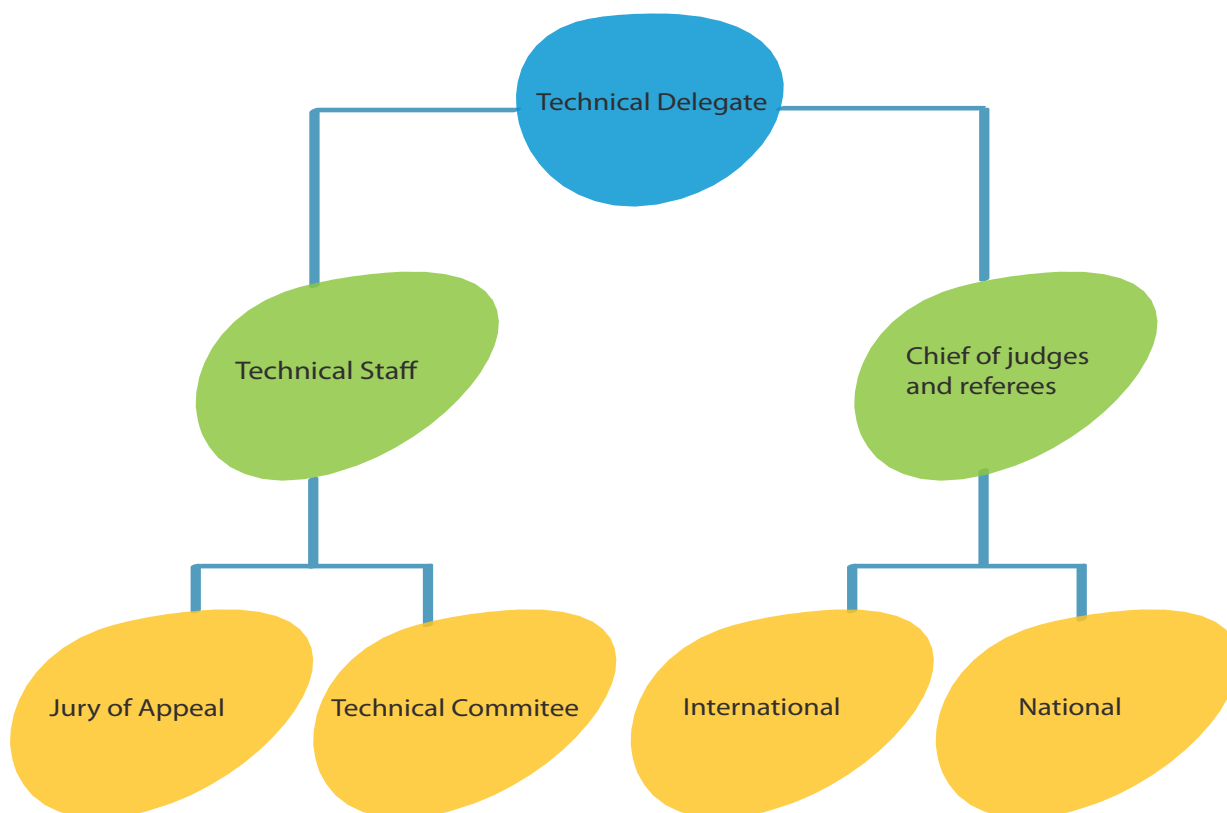 Technical Delegate
Technical Staff
Chief of judges
and referees
Jury of Appeal
Technical Commitee
International
National